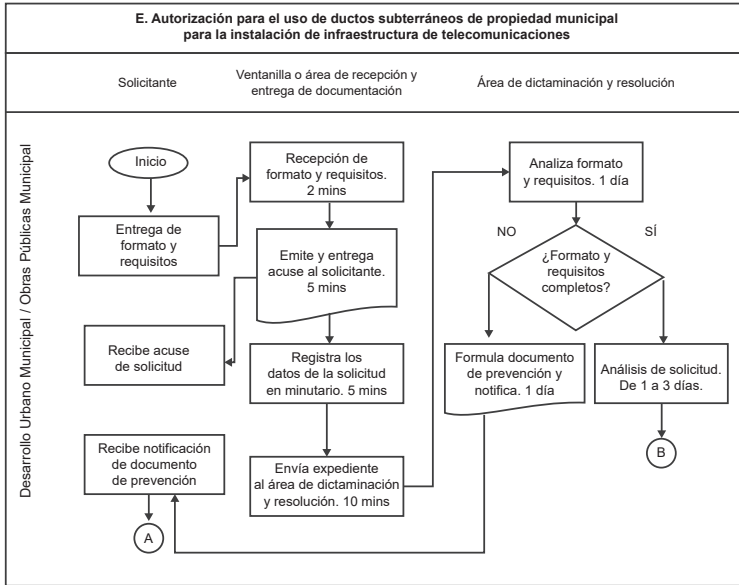 E. Autorización para el uso de ductos subterráneos de propiedad municipal
para la instalación de infraestructura de telecomunicaciones
Solicitante
Ventanilla o área de recepción y
entrega de documentación
Área de dictaminación y resolución
Desarrollo Urbano Municipal / Obras Públicas Municipal
Inicio
Entrega de
formato y
requisitos
Recepción de
formato y requisitos.
2 mins
Emite y entrega
acuse al solicitante.
5 mins
Recibe acuse
de solicitud
Registra los
datos de la solicitud
en minutario. 5 mins
Envía expediente
al área de dictaminación
y resolución. 10 mins
Analiza formato
y requisitos. 1 día
NO
SÍ
¿Formato y
requisitos
completos?
Formula documento
de prevención y
notifica. 1 día
Análisis de solicitud.
De 1 a 3 días.
B
Recibe notificación
de documento
de prevención
A